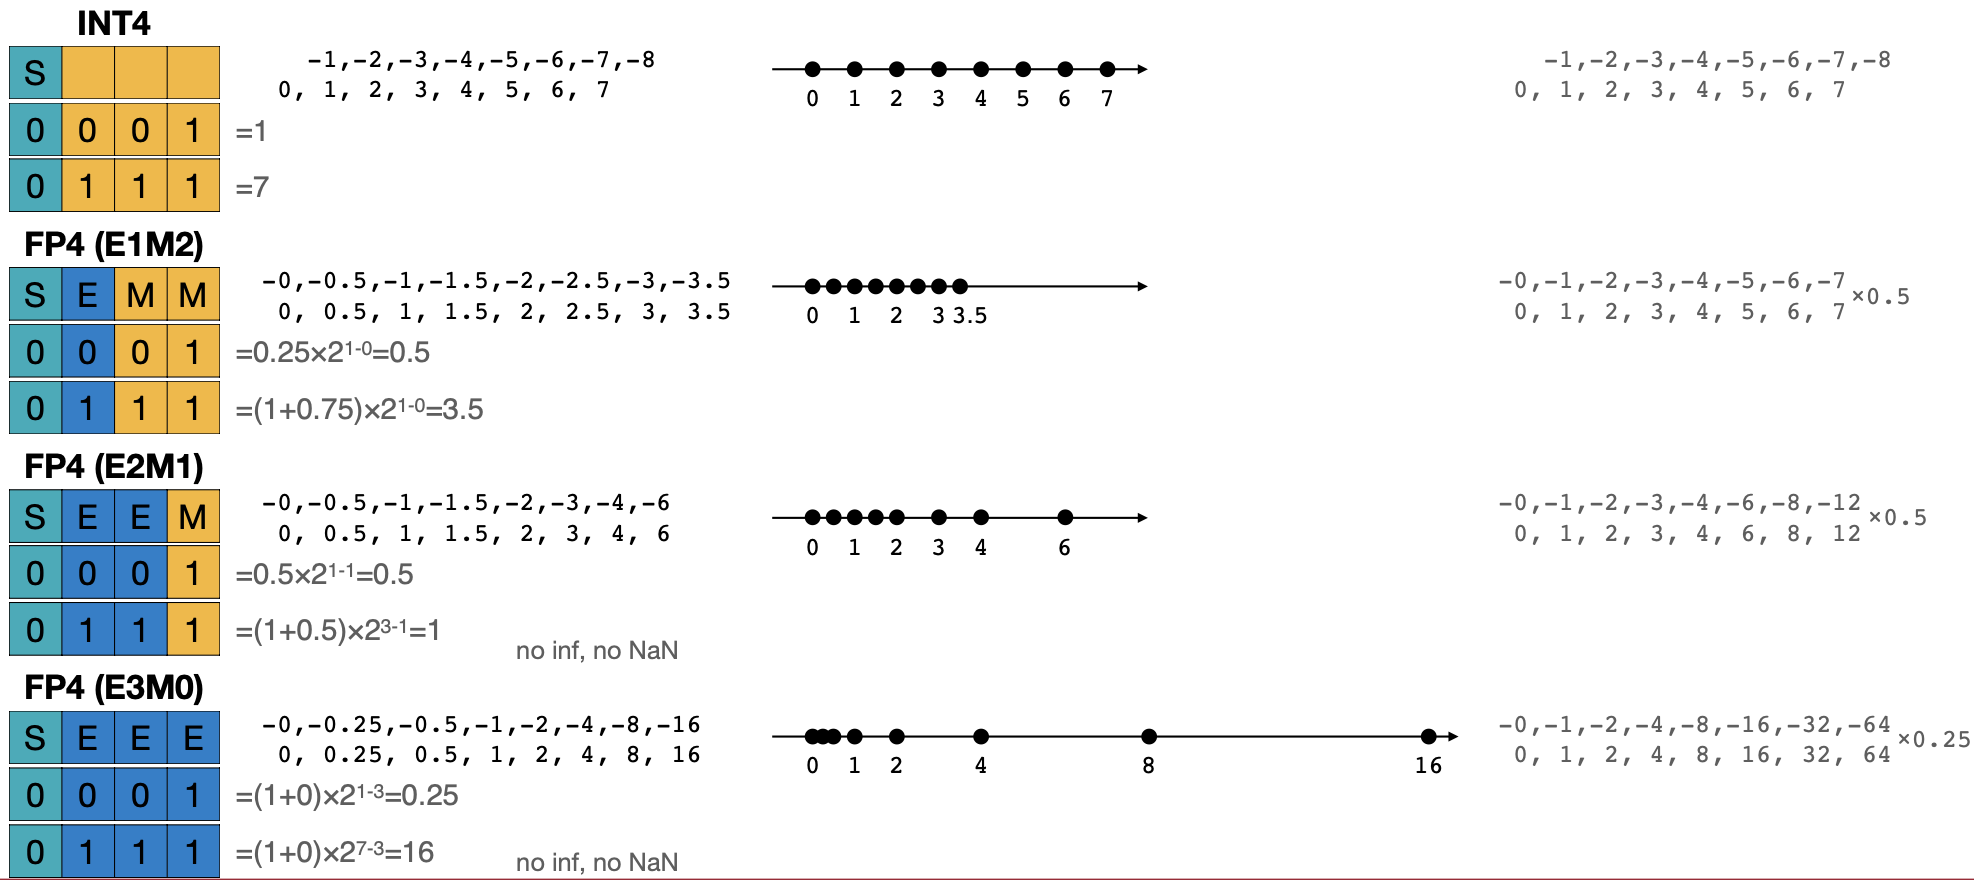 INT4
S
-1,-2,-3,-4,-5,-6,-7,-8
0, 1, 2, 3, 4, 5, 6, 7
0 1 2 3 4 5 6 7
-1,-2,-3,-4,-5,-6,-7,-8
0, 1, 2, 3, 4, 5, 6, 7
0 0 0 1 =1
0 1 1 1 =7
FP4 (E1M2)
S E M M
-0,-0.5,-1,-1.5,-2,-2.5,-3,-3.5
0, 0.5, 1, 1.5, 2, 2.5, 3, 3.5
0 1 2 3 3.5
-0,-1,-2,-3,-4,-5,-6,-7
0, 1, 2, 3, 4, 5, 6, 7
×0.5
0 0 0 1 =0.25×2¹⁻⁰=0.5
0 1 1 1 =(1+0.75)×2¹⁻⁰=3.5
FP4 (E2M1)
S E E M
-0,-0.5,-1,-1.5,-2,-3,-4,-6
0, 0.5, 1, 1.5, 2, 3, 4, 6
0 1 2 3 4 6
-0,-1,-2,-3,-4,-6,-8,-12
0, 1, 2, 3, 4, 6, 8, 12
×0.5
0 0 0 1 =0.5×2¹⁻¹=0.5
0 1 1 1 =(1+0.5)×2³⁻¹=1
no inf, no NaN
FP4 (E3M0)
S E E E
-0,-0.25,-0.5,-1,-2,-4,-8,-16
0, 0.25, 0.5, 1, 2, 4, 8, 16
0 1 2 4 8 16
-0,-1,-2,-4,-8,-16,-32,-64
0, 1, 2, 4, 8, 16, 32, 64
×0.25
0 0 0 1 =(1+0)×2¹⁻³=0.25
0 1 1 1 =(1+0)×2⁷⁻³=16
no inf, no NaN